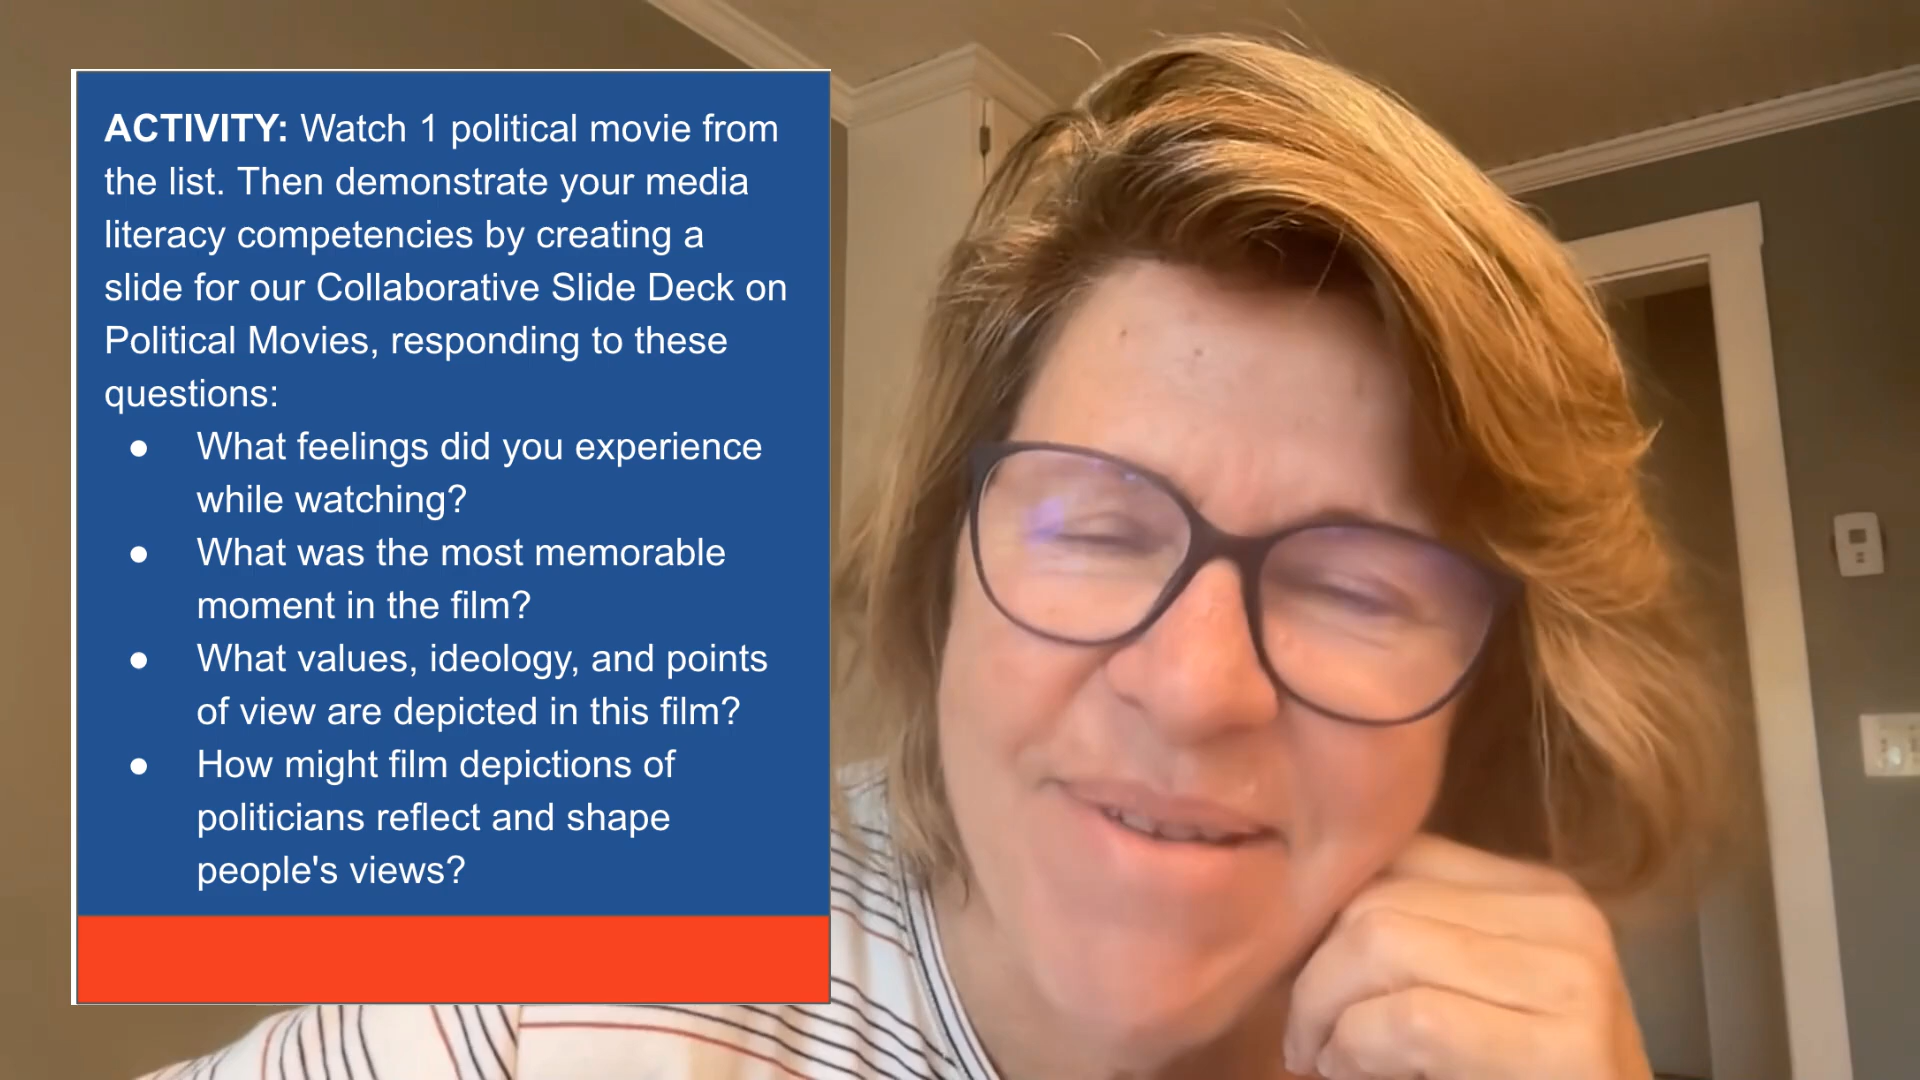 ACTIVITY: Watch 1 political movie from
the list. Then demonstrate your media
literacy competencies by creating a
slide for our Collaborative Slide Deck on
Political Movies, responding to these
questions:
● What feelings did you experience
while watching?
● What was the most memorable
moment in the film?
● What values, ideology, and points
of view are depicted in this film?
● How might film depictions of
politicians reflect and shape
people's views?